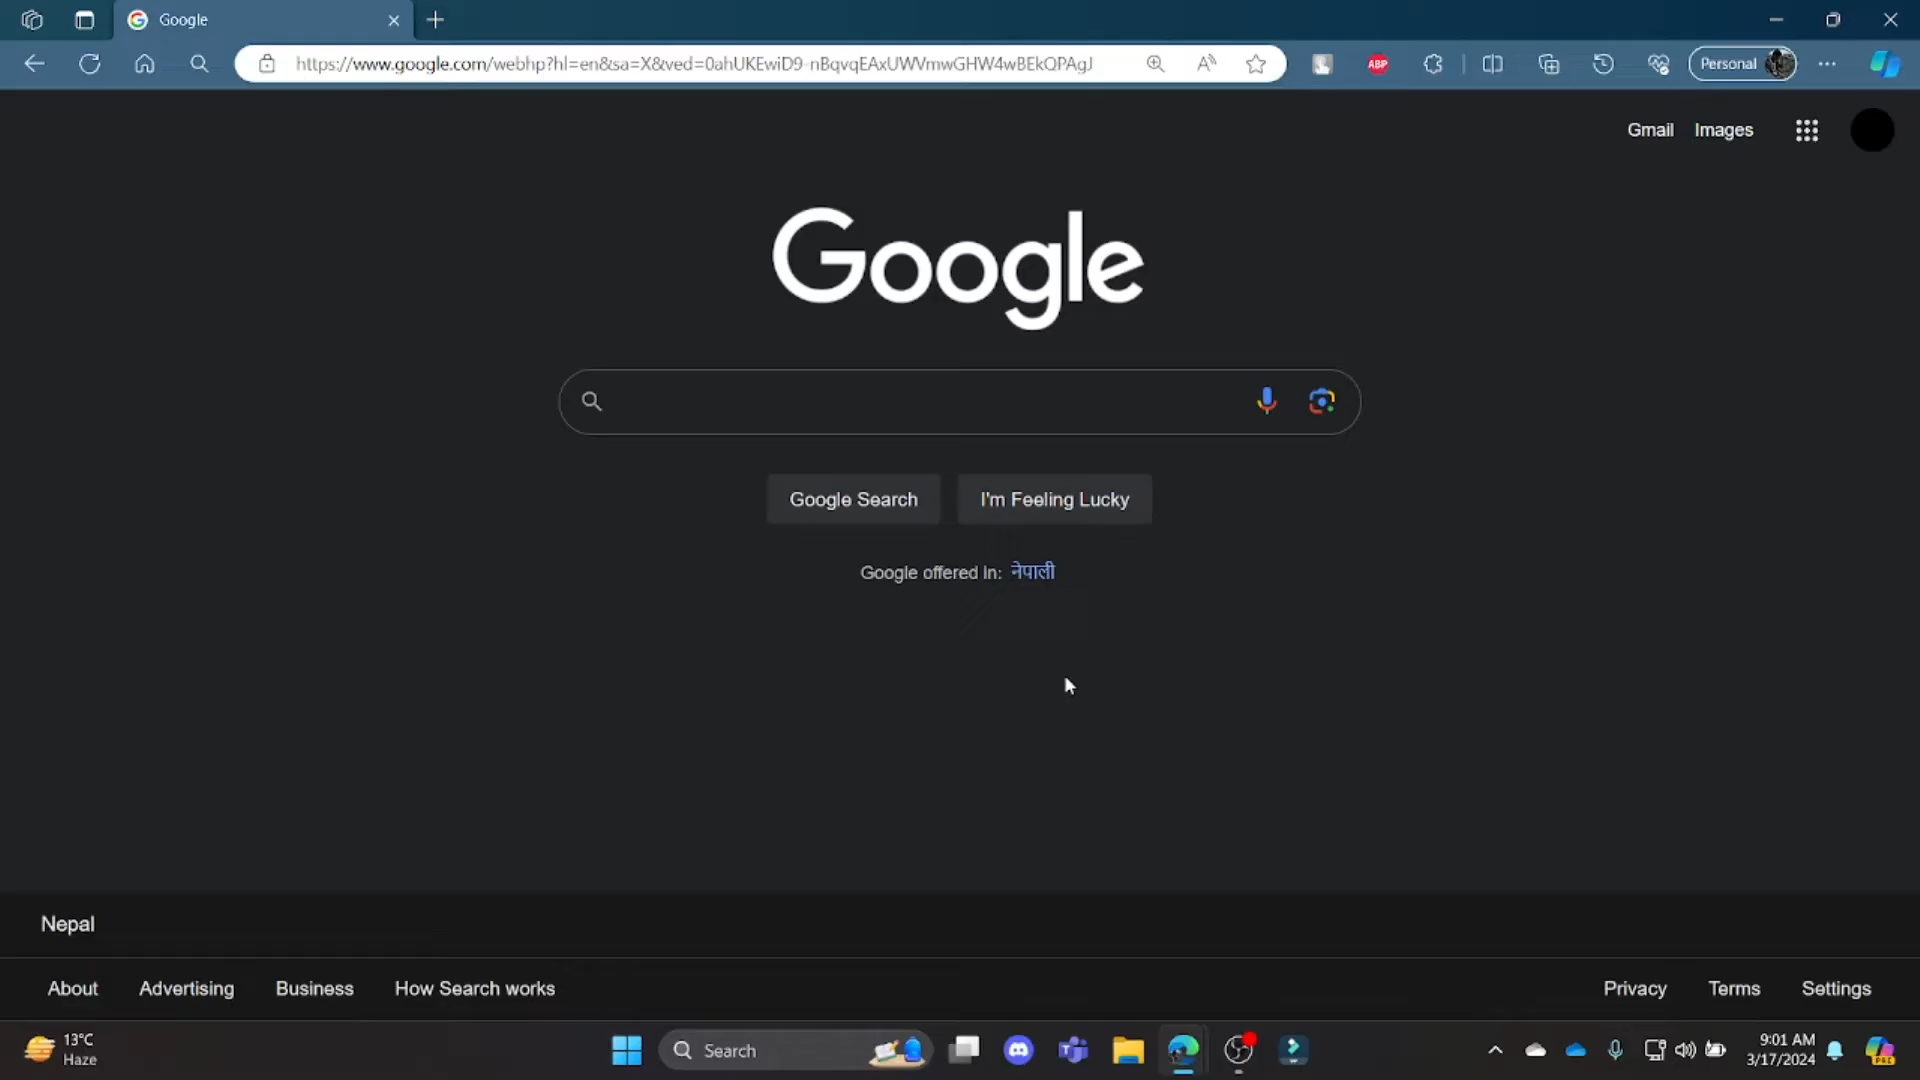 Google
https://www.google.com/webhp?hl=en&sa=X&ved=0ahUKEwiD9-nBqvqEAxUWVmwGHW4wBEkQPAgJ
ABP
Personal
Gmail Images
Google
Google Search I'm Feeling Lucky
Google offered in: नेपाली
Nepal
About Advertising Business How Search works Privacy Terms Settings
13°C
Haze
Search
9:01 AM
3/17/2024
PRE